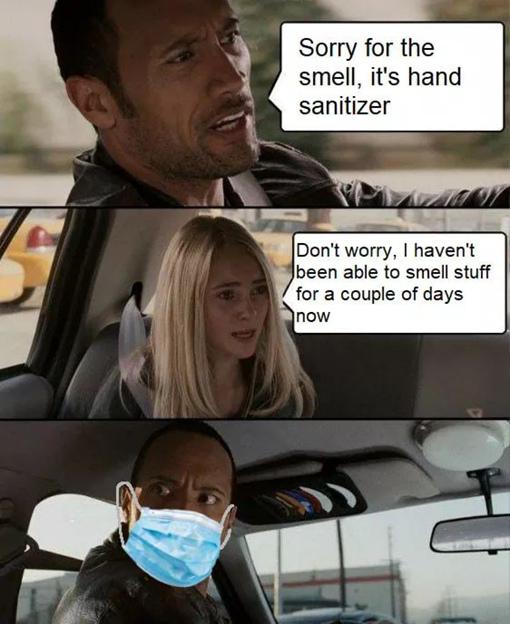 Sorry for the
smell, it's hand
sanitizer
Don't worry, I haven't
been able to smell stuff
for a couple of days
now